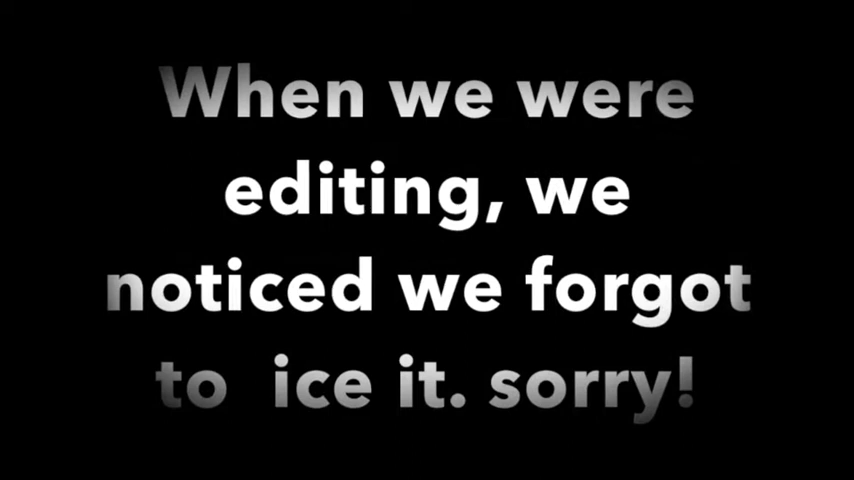 When we were
editing, we
noticed we forgot
to  ice it. sorry!